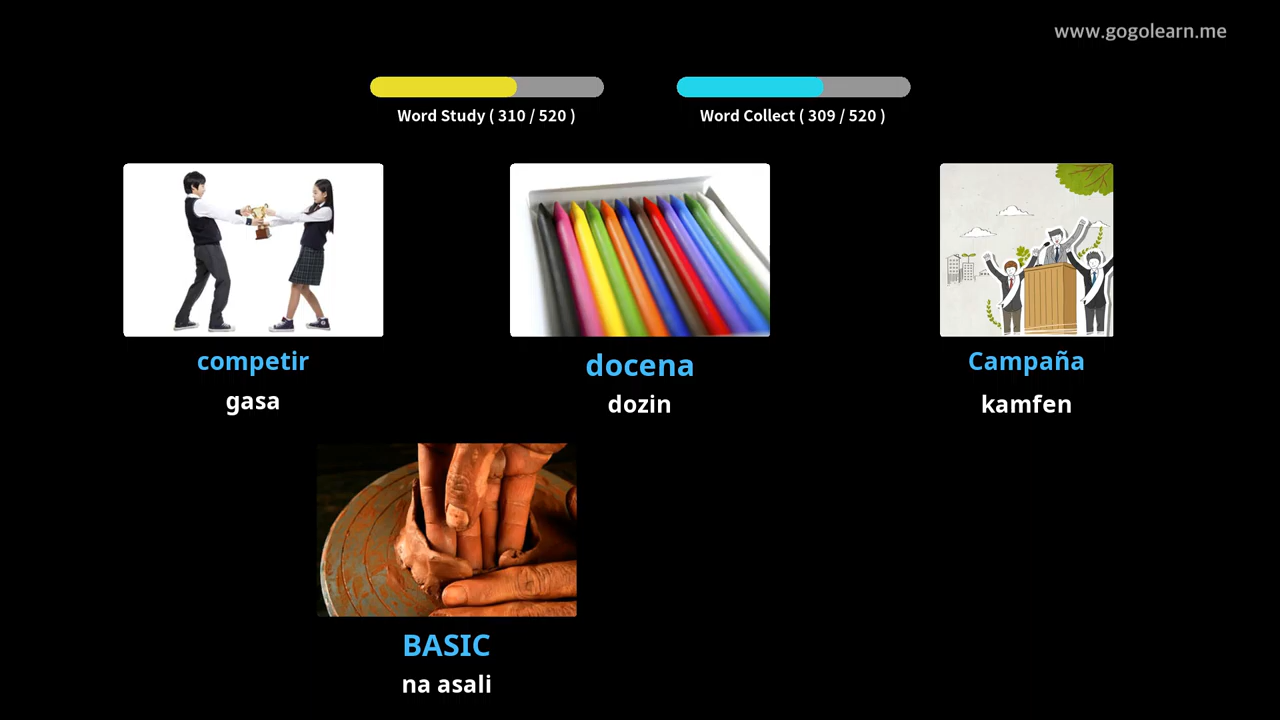 www.gogolearn.me
Word Study ( 310 / 520 )
Word Collect ( 309 / 520 )
competir
docena
Campaña
gasa
dozin
kamfen
BASIC
na asali